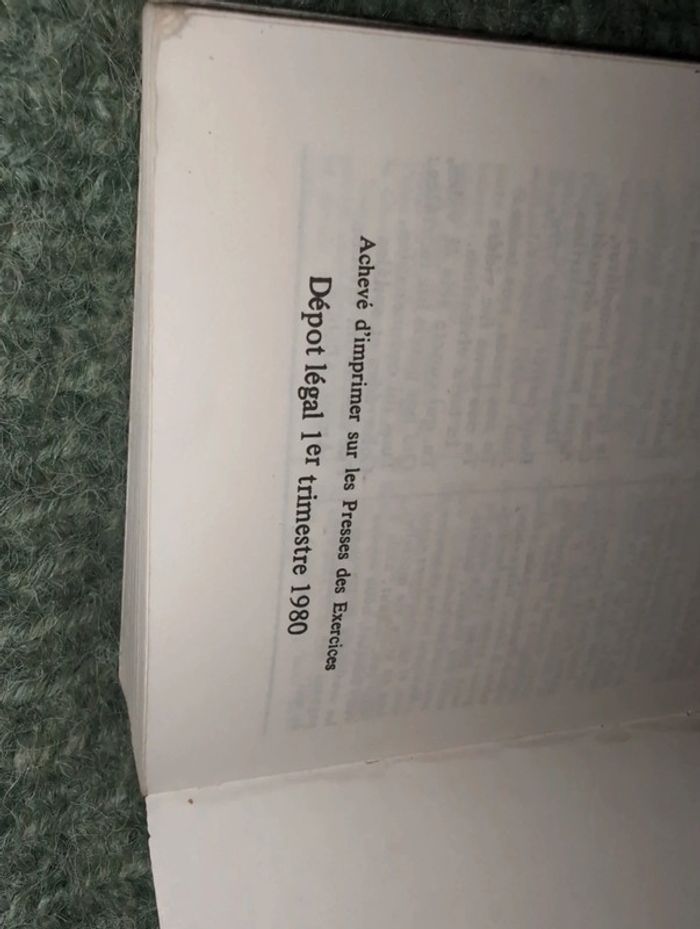 Achevé d'imprimer sur les Presses des Exercices
Dépot légal 1er trimestre 1980